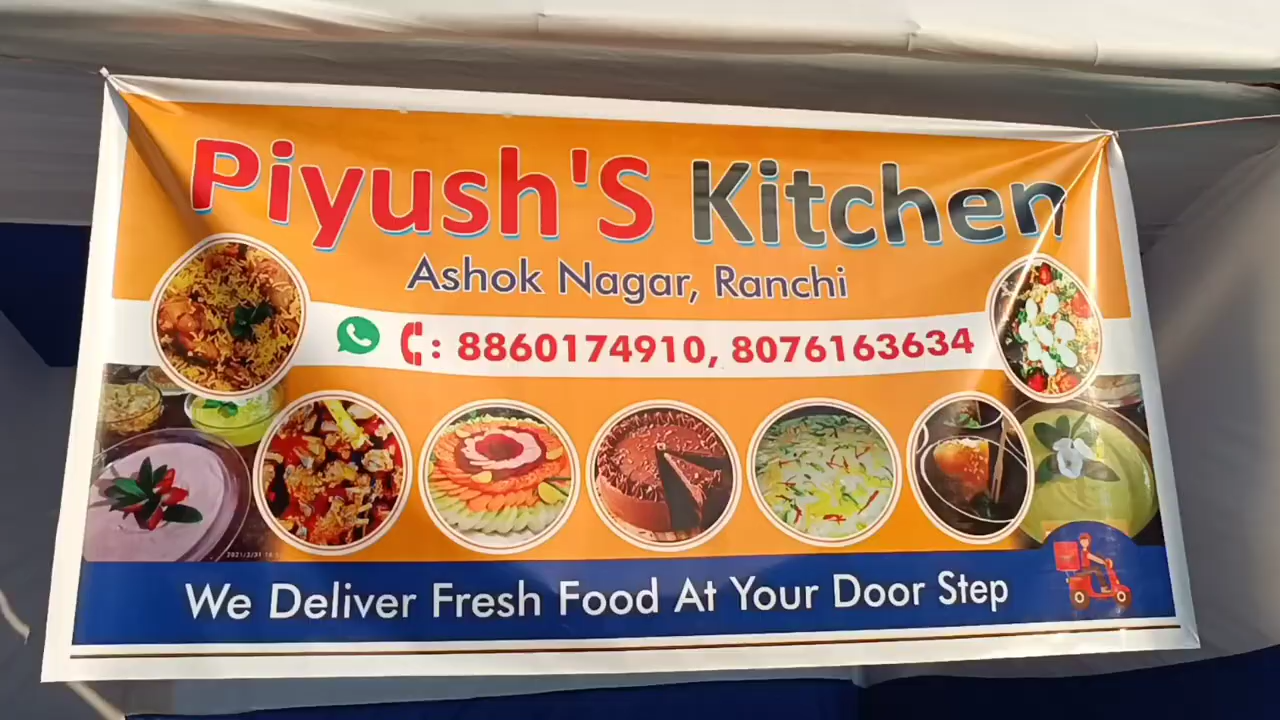 Piyush'S Kitchen
Ashok Nagar, Ranchi
: 8860174910, 8076163634
We Deliver Fresh Food At Your Door Step